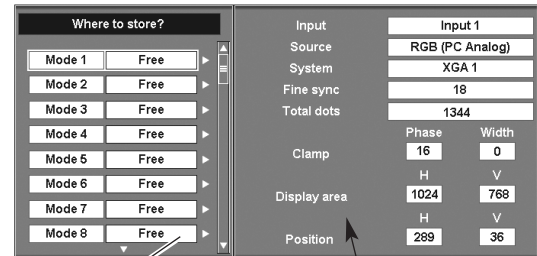 Where to store?
Mode 1 Free
Mode 2 Free
Mode 3 Free
Mode 4 Free
Mode 5 Free
Mode 6 Free
Mode 7 Free
Mode 8 Free
Input Input 1
Source RGB (PC Analog)
System XGA 1
Fine sync 18
Total dots 1344
Phase Width
Clamp 16 0
H V
Display area 1024 768
H V
Position 289 36